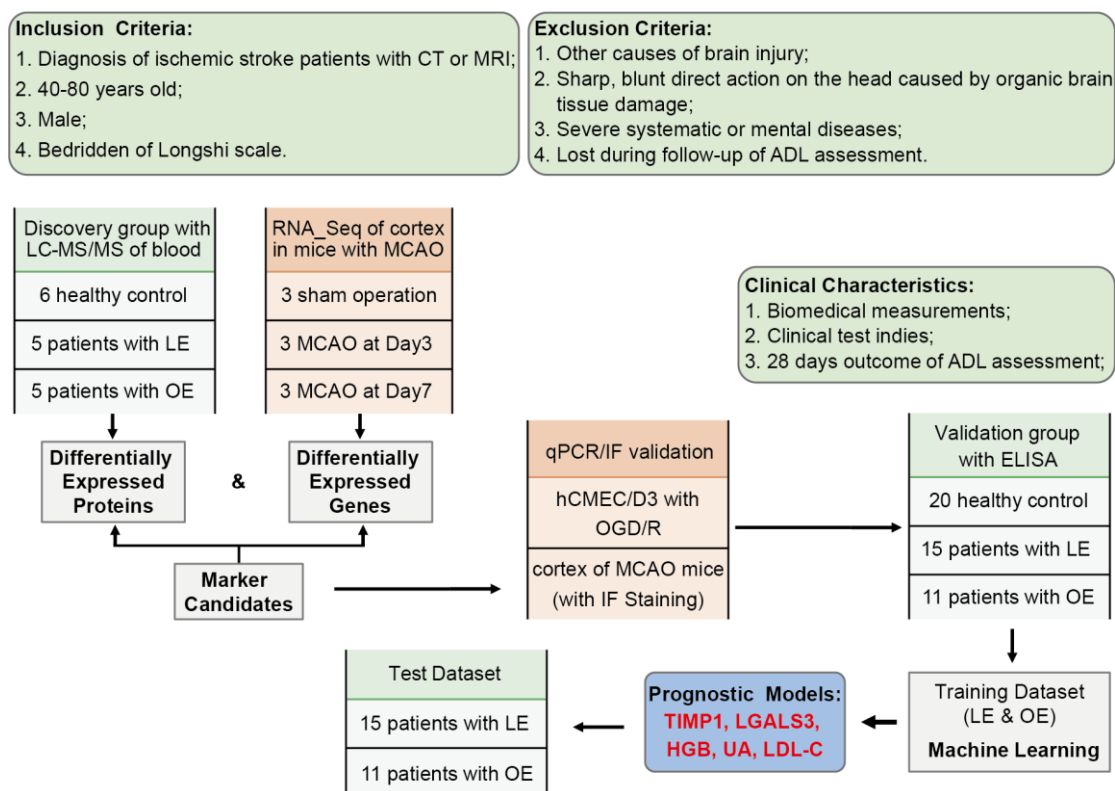 Inclusion Criteria:
1. Diagnosis of ischemic stroke patients with CT or MRI;
2. 40-80 years old;
3. Male;
4. Bedridden of Longshi scale.
Exclusion Criteria:
1. Other causes of brain injury;
2. Sharp, blunt direct action on the head caused by organic brain
tissue damage;
3. Severe systematic or mental diseases;
4. Lost during follow-up of ADL assessment.
Discovery group with
LC-MS/MS of blood
6 healthy control
5 patients with LE
5 patients with OE
RNA_Seq of cortex
in mice with MCAO
3 sham operation
3 MCAO at Day3
3 MCAO at Day7
Clinical Characteristics:
1. Biomedical measurements;
2. Clinical test indies;
3. 28 days outcome of ADL assessment;
Differentially
Expressed
Proteins
&
Differentially
Expressed
Genes
Marker
Candidates
qPCR/IF validation
hCMEC/D3 with
OGD/R
cortex of MCAO mice
(with IF Staining)
Validation group
with ELISA
20 healthy control
15 patients with LE
11 patients with OE
Training Dataset
(LE & OE)
Machine Learning
Prognostic Models:
TIMP1, LGALS3,
HGB, UA, LDL-C
Test Dataset
15 patients with LE
11 patients with OE